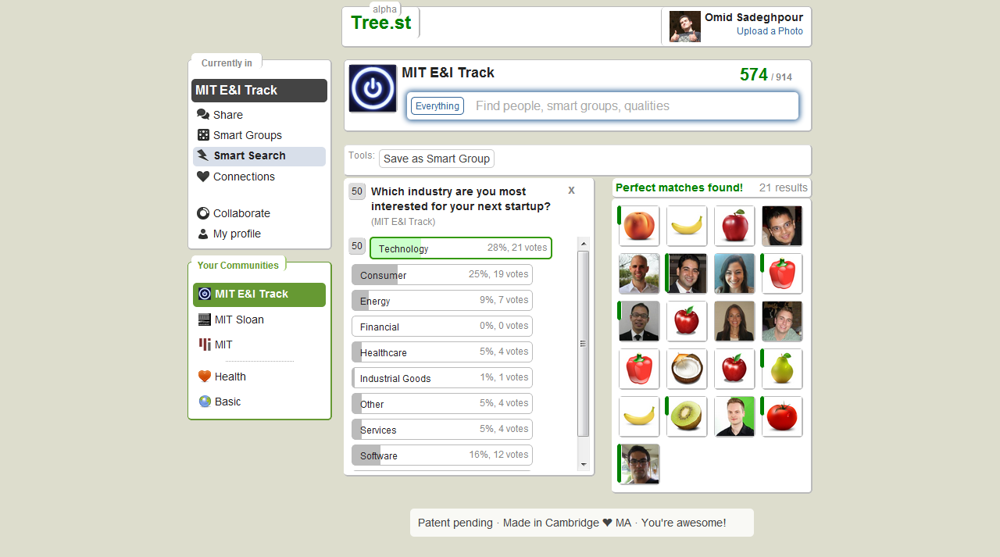 alpha
Tree.st
Omid Sadeghpour
Upload a Photo
Currently in
MIT E&I Track
Share
Smart Groups
Smart Search
Connections
Collaborate
My profile
Your Communities
MIT E&I Track
MIT Sloan
MIT
Health
Basic
MIT E&I Track
574 / 914
Everything Find people, smart groups, qualities
Tools: Save as Smart Group
50 Which industry are you most x
interested for your next startup?
(MIT E&I Track)
50 Technology 28%, 21 votes
Consumer 25%, 19 votes
Energy 9%, 7 votes
Financial 0%, 0 votes
Healthcare 5%, 4 votes
Industrial Goods 1%, 1 votes
Other 5%, 4 votes
Services 5%, 4 votes
Software 16%, 12 votes
Perfect matches found! 21 results
Patent pending · Made in Cambridge ♥ MA · You're awesome!